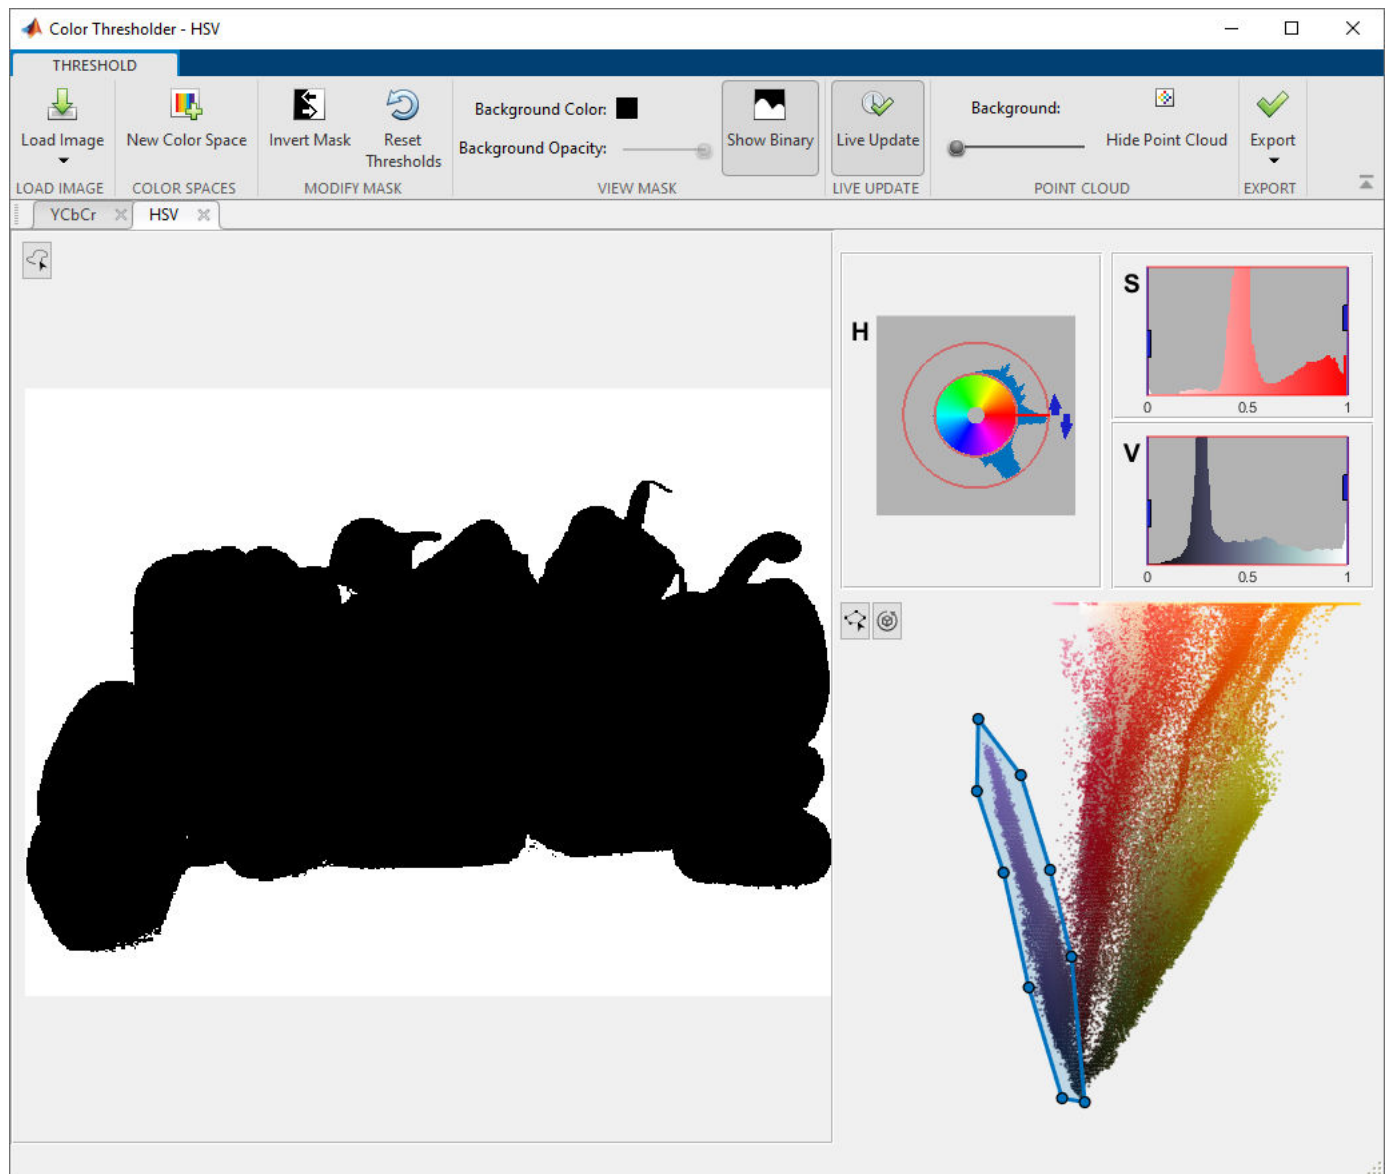 Color Thresholder - HSV
THRESHOLD
Load Image
New Color Space
Invert Mask
Reset
Thresholds
Background Color:
Background Opacity:
Show Binary
Live Update
Background:
Hide Point Cloud
Export
LOAD IMAGE
COLOR SPACES
MODIFY MASK
VIEW MASK
LIVE UPDATE
POINT CLOUD
EXPORT
YCbCr
HSV
H
S
0 0.5 1
V
0 0.5 1